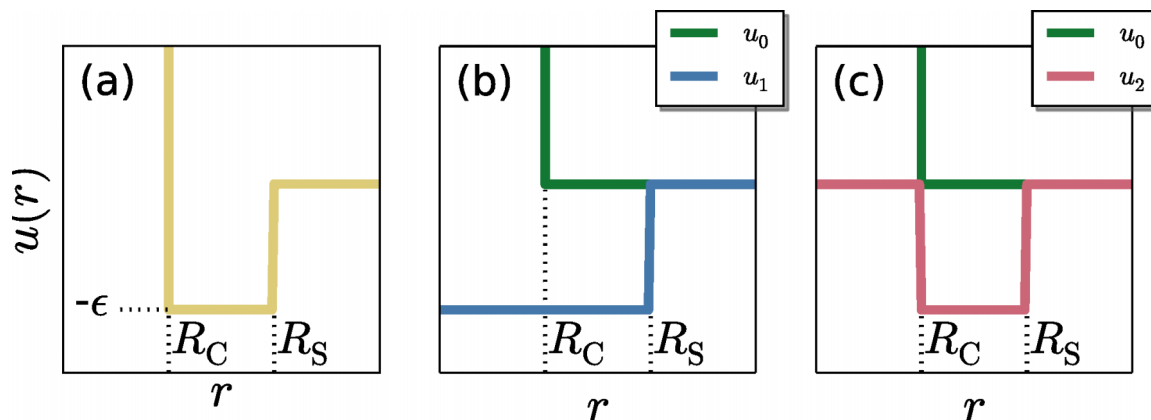 (a)
u(r)
-ϵ
R_C
R_S
r
(b)
u_0
u_1
R_C
R_S
r
(c)
u_0
u_2
R_C
R_S
r